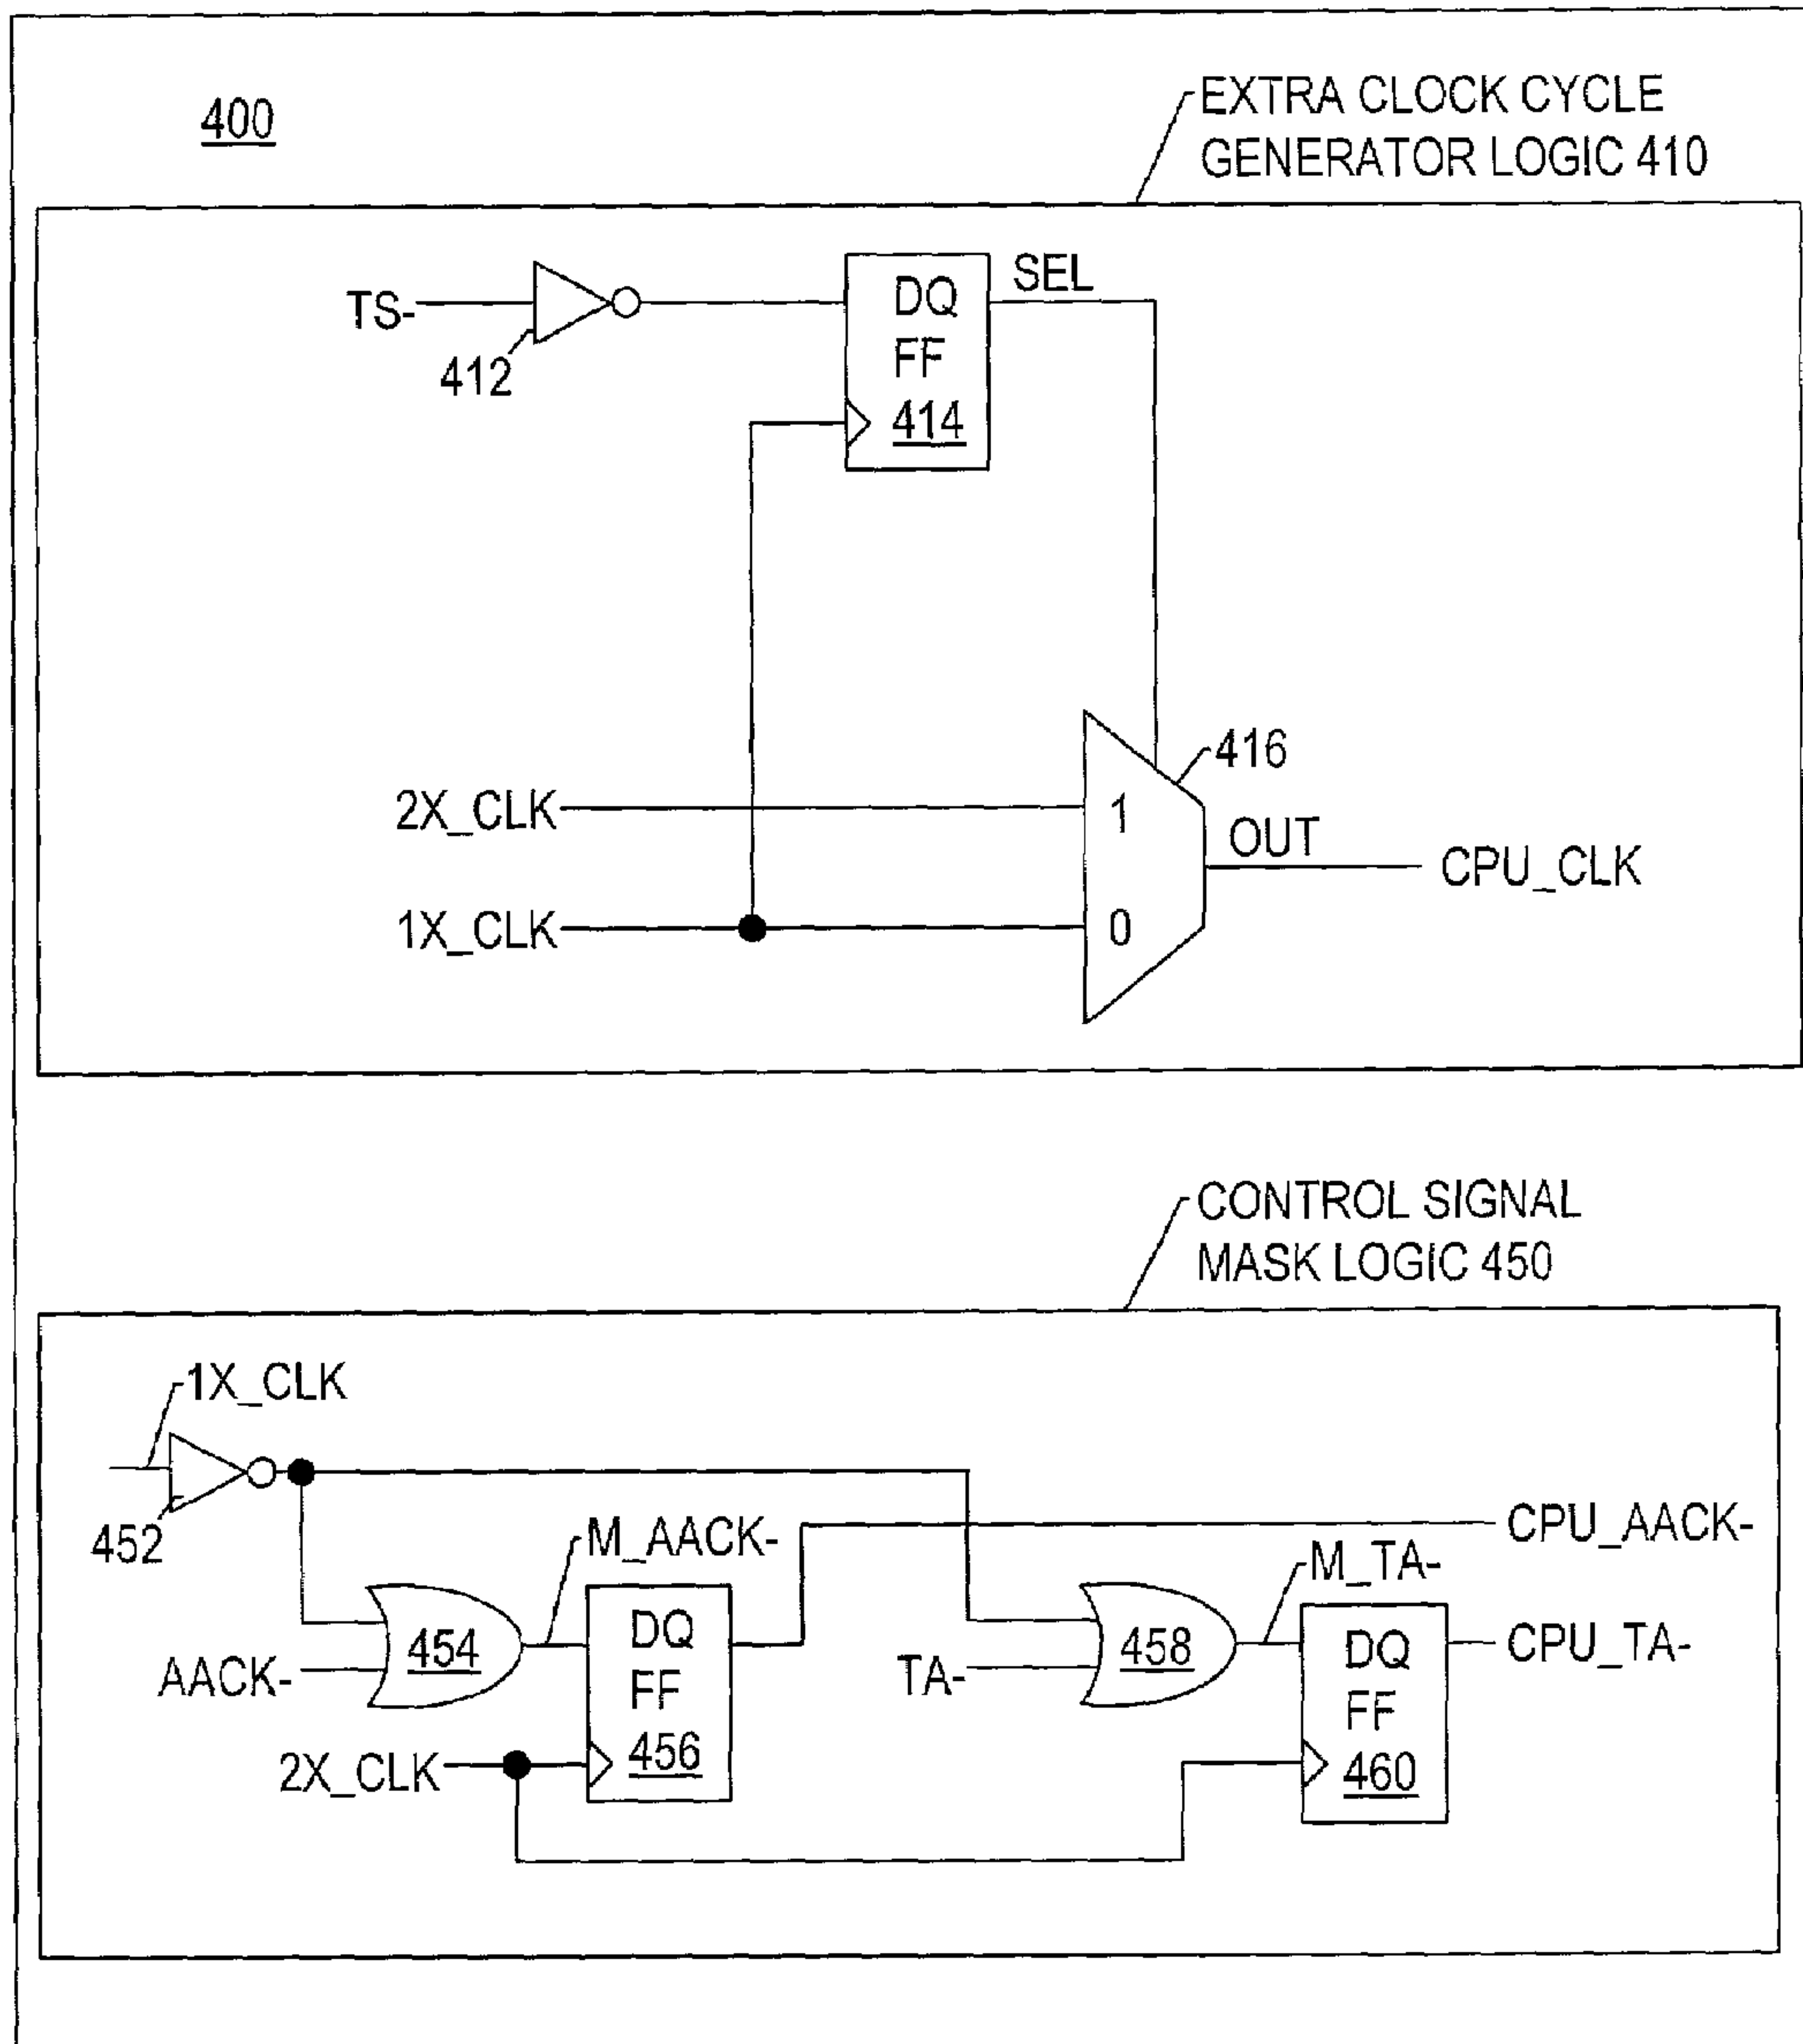 400
EXTRA CLOCK CYCLE
GENERATOR LOGIC 410
TS-
412
DQ
FF
414
SEL
416
2X_CLK
1
OUT
CPU_CLK
1X_CLK
0
CONTROL SIGNAL
MASK LOGIC 450
1X_CLK
452
M_AACK-
CPU_AACK-
M_TA-
454
AACK-
DQ
FF
456
2X_CLK
458
TA-
DQ
FF
460
CPU_TA-